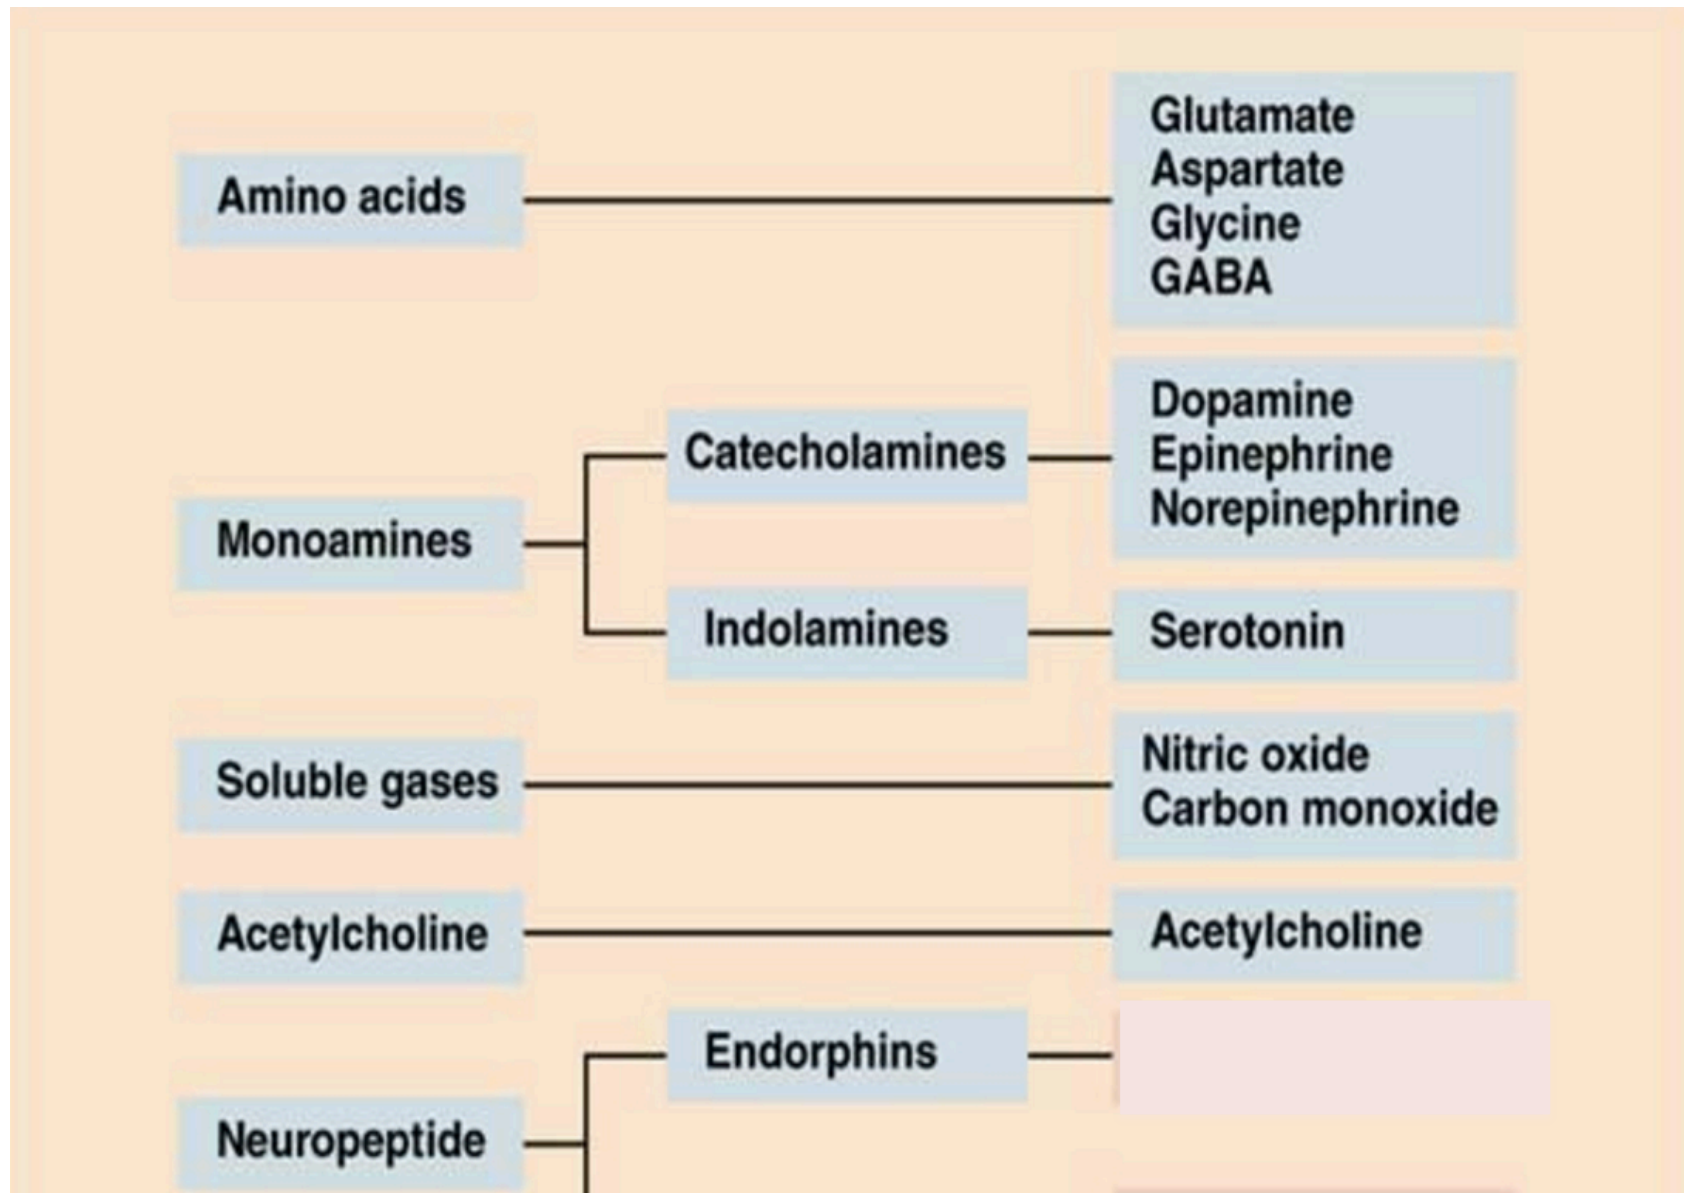 Amino acids
Glutamate
Aspartate
Glycine
GABA
Monoamines
Catecholamines
Dopamine
Epinephrine
Norepinephrine
Indolamines
Serotonin
Soluble gases
Nitric oxide
Carbon monoxide
Acetylcholine
Acetylcholine
Neuropeptide
Endorphins